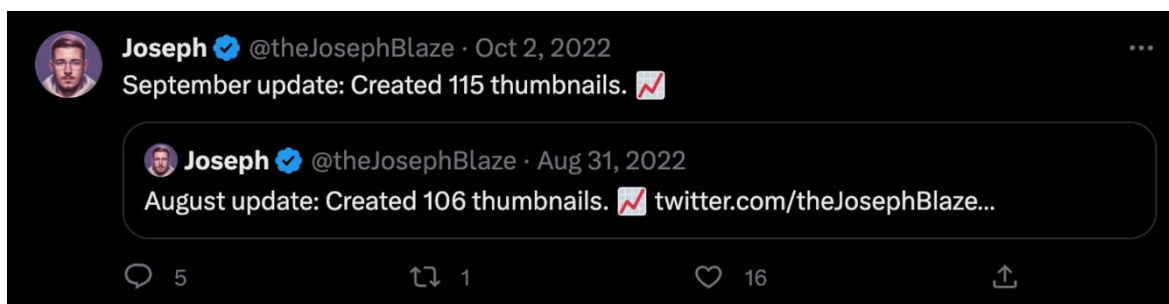 Joseph @theJosephBlaze · Oct 2, 2022
September update: Created 115 thumbnails. 📈
Joseph @theJosephBlaze · Aug 31, 2022
August update: Created 106 thumbnails. 📈 twitter.com/theJosephBlaze...
5 1 16